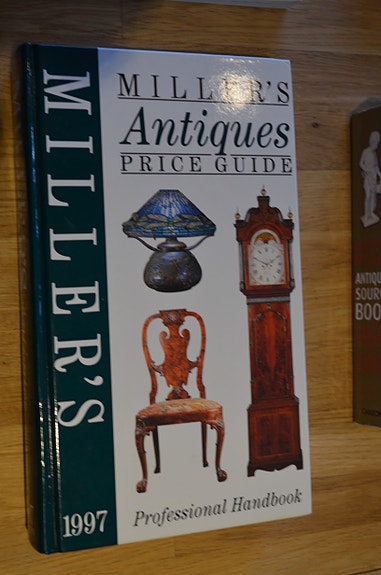 MILLER'S
Antiques
PRICE GUIDE
MILLER'S
1997
Professional Handbook
ANTIQU
SOUR
BOO